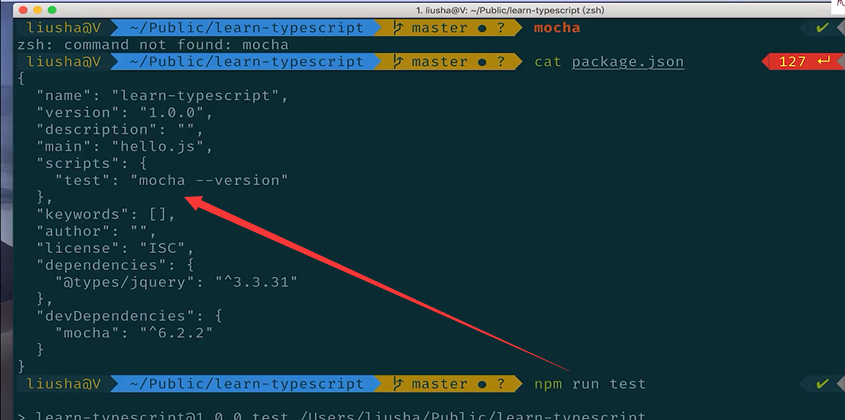 1. liusha@V: ~/Public/learn-typescript (zsh)
liusha@V ~/Public/learn-typescript master ● ? mocha ✔
zsh: command not found: mocha
liusha@V ~/Public/learn-typescript master ● ? cat package.json 127 ↵
{
"name": "learn-typescript",
"version": "1.0.0",
"description": "",
"main": "hello.js",
"scripts": {
"test": "mocha --version"
},
"keywords": [],
"author": "",
"license": "ISC",
"dependencies": {
"@types/jquery": "^3.3.31"
},
"devDependencies": {
"mocha": "^6.2.2"
}
}
liusha@V ~/Public/learn-typescript master ● ? npm run test ✔
> learn-typescript@1.0.0 test /Users/liusha/Public/learn-typescript